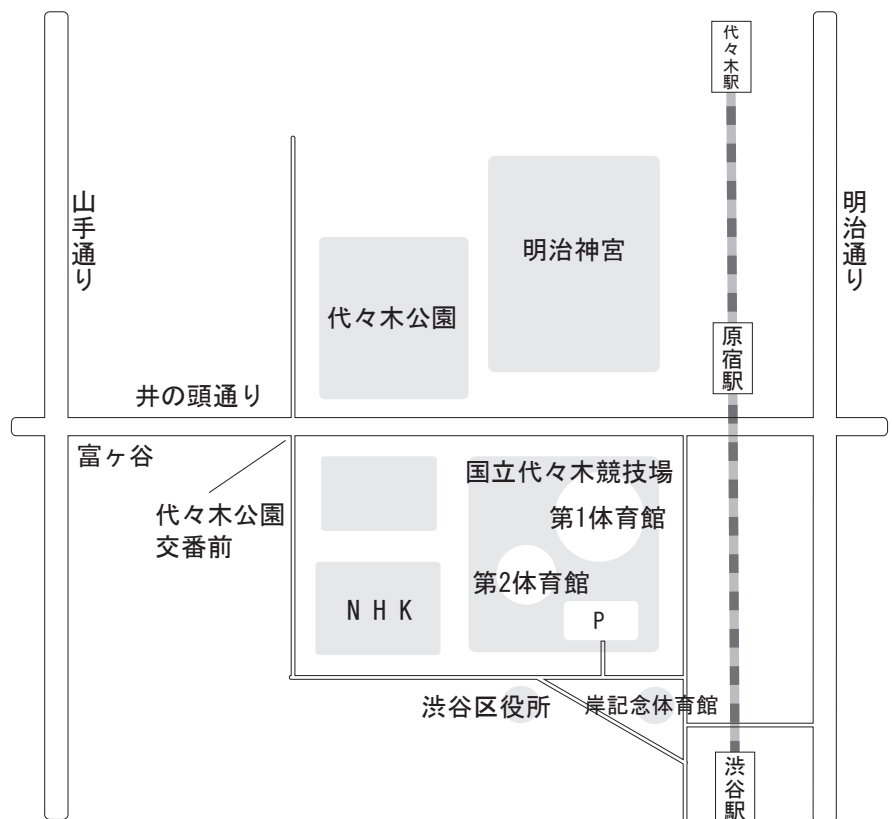 代々木駅
山手通り
明治通り
明治神宮
代々木公園
原宿駅
井の頭通り
富ヶ谷
国立代々木競技場
第1体育館
代々木公園
交番前
第2体育館
NHK
P
渋谷区役所
岸記念体育館
渋谷駅